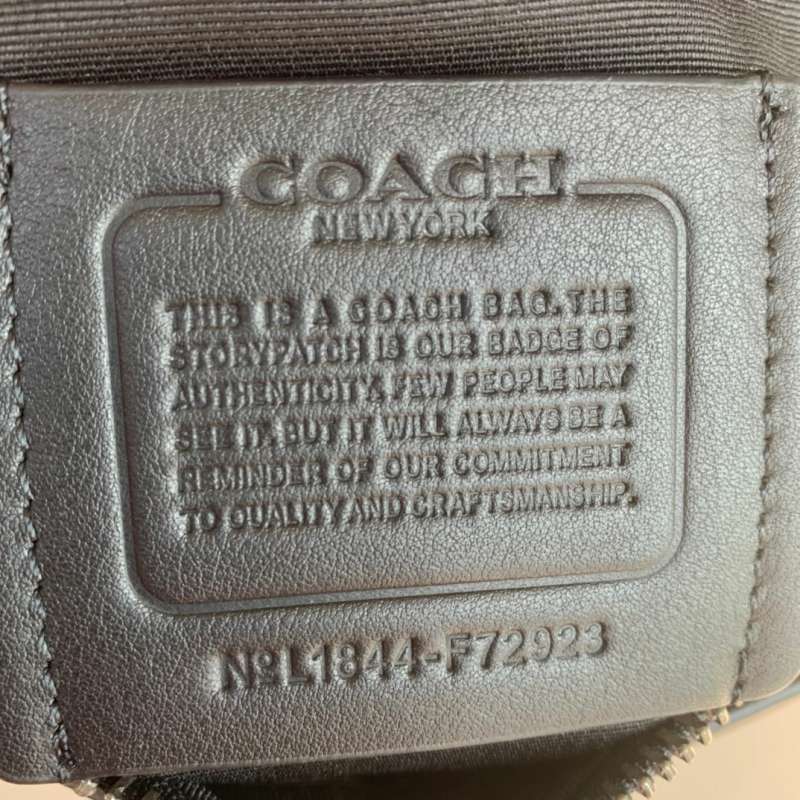 COACH
NEW YORK
THIS IS A COACH BAG. THE
STORYPATCH IS OUR BADGE OF
AUTHENTICITY. FEW PEOPLE MAY
SEE IT. BUT IT WILL ALWAYS BE A
REMINDER OF OUR COMMITMENT
TO QUALITY AND CRAFTSMANSHIP.
NºL1844-F72923